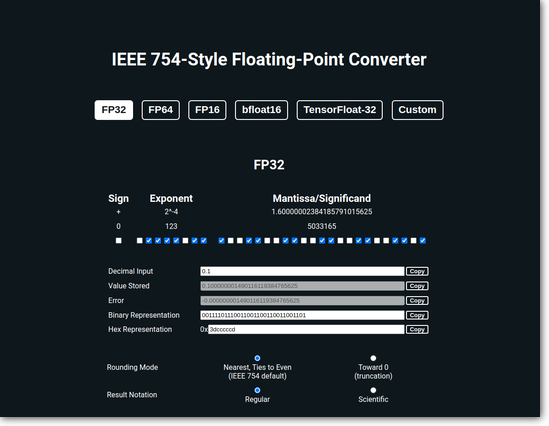 IEEE 754-Style Floating-Point Converter
FP32 FP64 FP16 bfloat16 TensorFloat-32 Custom
FP32
Sign Exponent Mantissa/Significand
+ 2^-4 1.60000002384185791015625
0 123 5033165
Decimal Input 0.1 Copy
Value Stored 0.100000001490116119384765625 Copy
Error -0.000000001490116119384765625 Copy
Binary Representation 00111101110011001100110011001101 Copy
Hex Representation 0x 3dcccccd Copy
Rounding Mode Nearest, Ties to Even Toward 0
(IEEE 754 default) (truncation)
Result Notation Regular Scientific